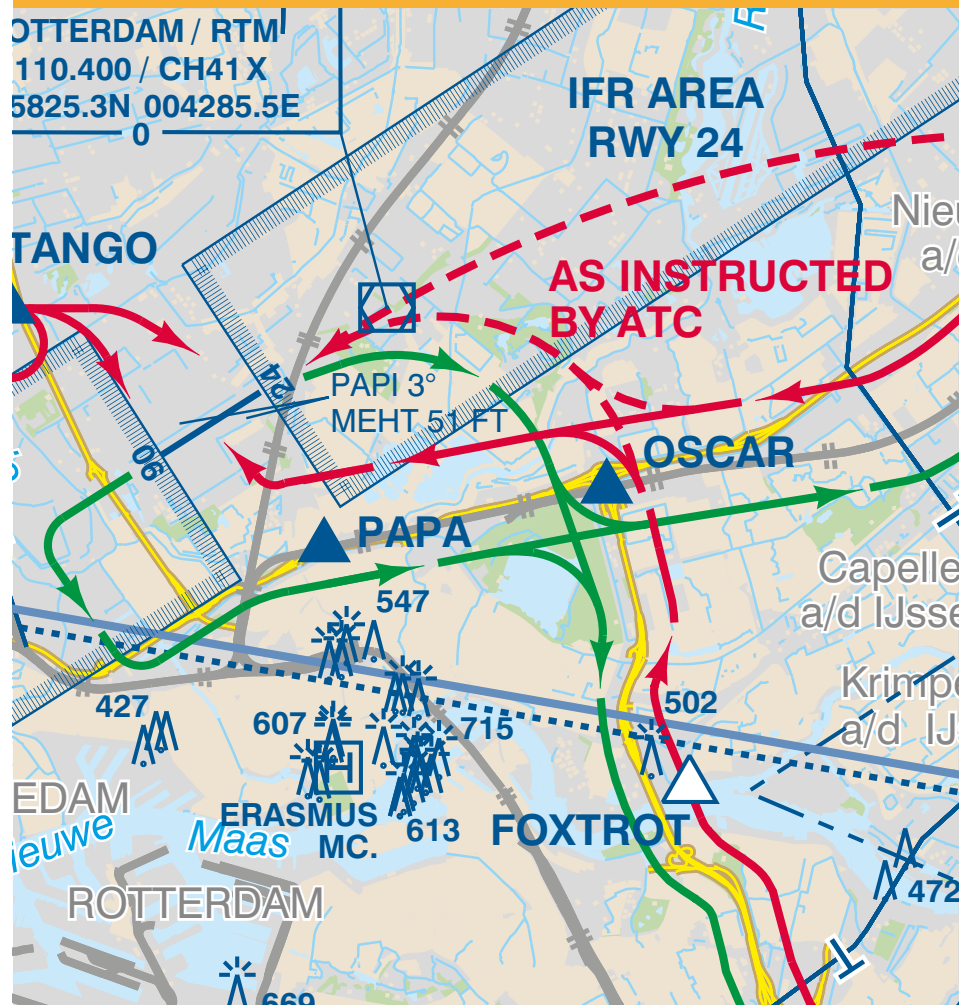 OTTERDAM / RTM
110.400 / CH41X
5825.3N 004285.5E
0
IFR AREA
RWY 24
TANGO
AS INSTRUCTED
BY ATC
24
PAPI 3°
MEHT 51 FT
06
OSCAR
PAPA
Capelle
a/d IJsse
547
Krimpe
a/d IJ
427
607
715
502
EDAM
ERASMUS
MC.
613
FOXTROT
ieuwe
Maas
H
472
ROTTERDAM
669
Nieu
a/d